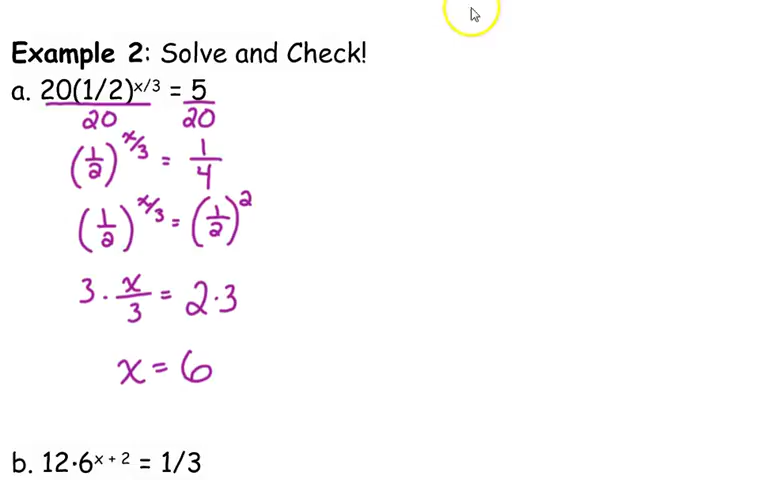 Example 2: Solve and Check!
a. 20(1/2)^(x/3) = 5
20 20
(1/2)^(x/3) = 1/4
(1/2)^(x/3) = (1/2)^2
3 · x/3 = 2 · 3
x = 6
b. 12·6^(x + 2) = 1/3